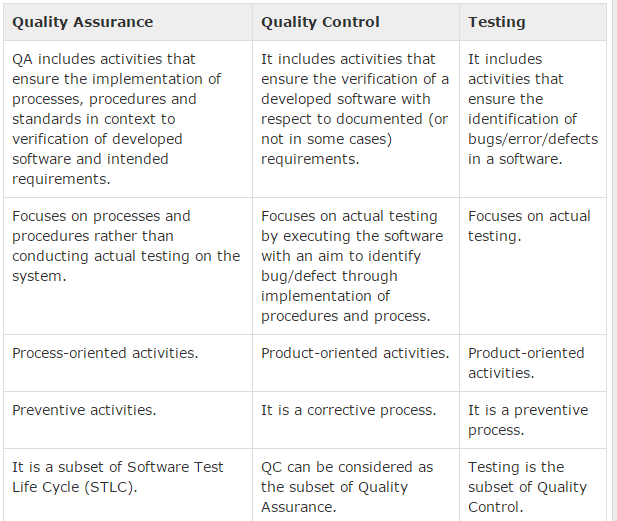 Quality Assurance
Quality Control
Testing
QA includes activities that
ensure the implementation of
processes, procedures and
standards in context to
verification of developed
software and intended
requirements.
It includes activities that
ensure the verification of a
developed software with
respect to documented (or
not in some cases)
requirements.
It includes
activities that
ensure the
identification of
bugs/error/defects
in a software.
Focuses on processes and
procedures rather than
conducting actual testing on the
system.
Focuses on actual testing
by executing the software
with an aim to identify
bug/defect through
implementation of
procedures and process.
Focuses on actual
testing.
Process-oriented activities.
Product-oriented activities.
Product-oriented
activities.
Preventive activities.
It is a corrective process.
It is a preventive
process.
It is a subset of Software Test
Life Cycle (STLC).
QC can be considered as
the subset of Quality
Assurance.
Testing is the
subset of Quality
Control.